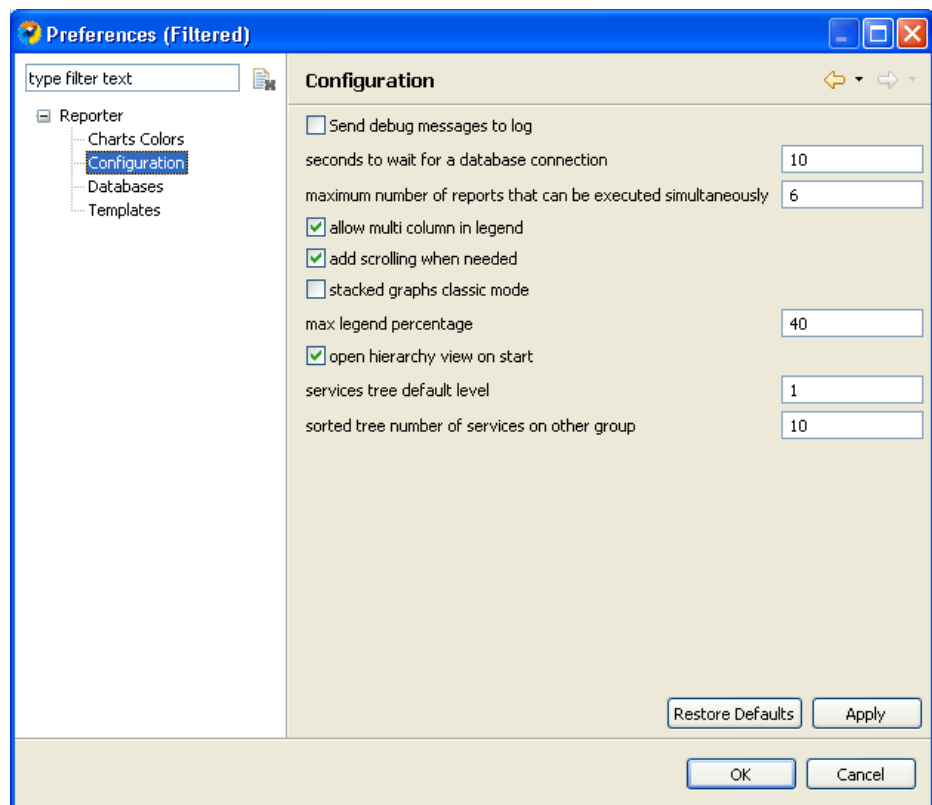 Preferences (Filtered)
type filter text
Reporter
Charts Colors
Configuration
Databases
Templates
Configuration
Send debug messages to log
seconds to wait for a database connection 10
maximum number of reports that can be executed simultaneously 6
allow multi column in legend
add scrolling when needed
stacked graphs classic mode
max legend percentage 40
open hierarchy view on start
services tree default level 1
sorted tree number of services on other group 10
Restore Defaults Apply
OK Cancel